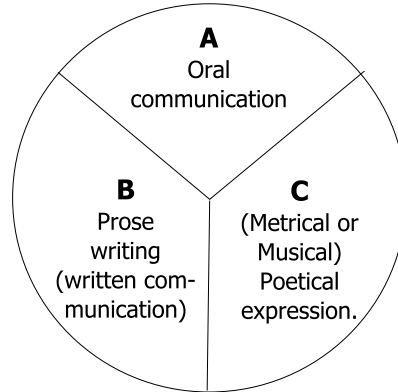 A
Oral
communication
B
Prose
writing
(written com-
munication)
C
(Metrical or
Musical)
Poetical
expression.